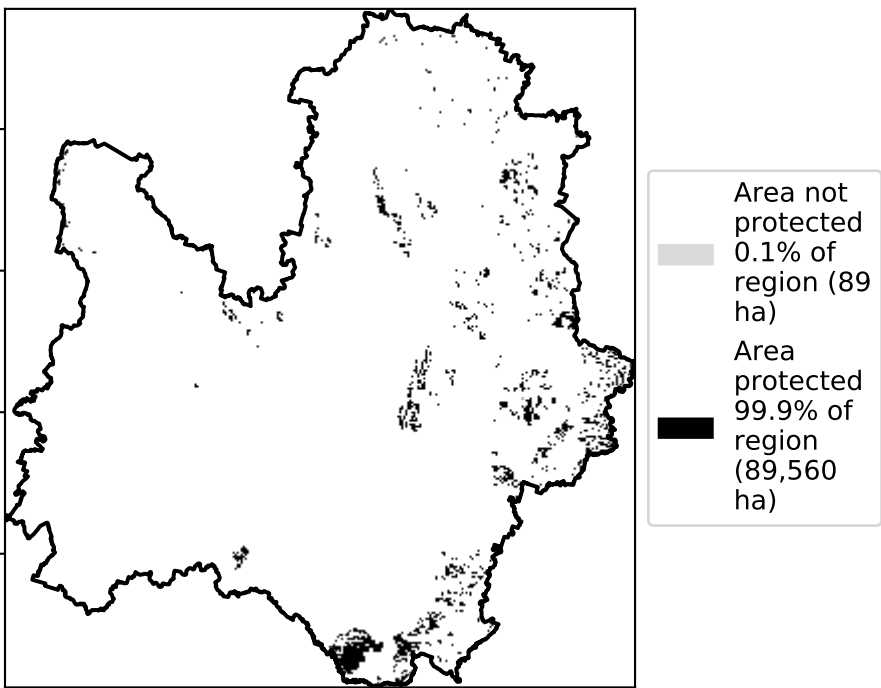 Area not
protected
0.1% of
region (89
ha)
Area
protected
99.9% of
region
(89,560
ha)